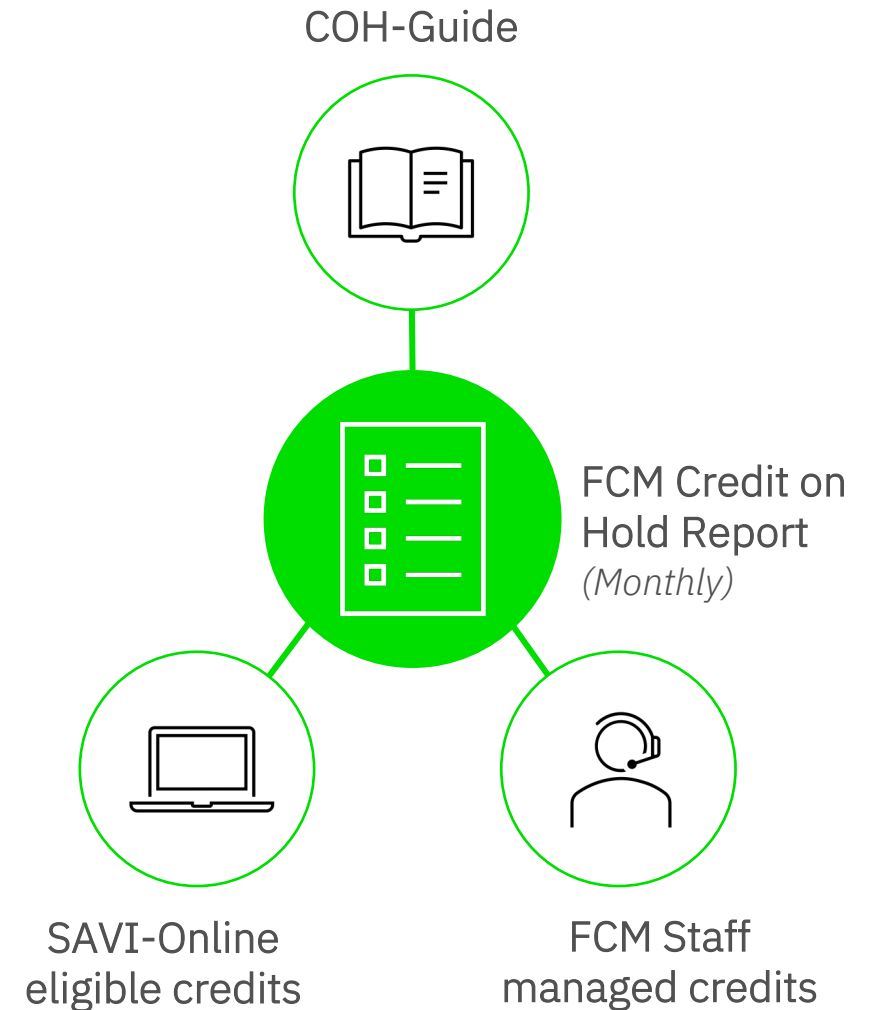 COH-Guide
FCM Credit on
Hold Report
(Monthly)
SAVI-Online
eligible credits
FCM Staff
managed credits